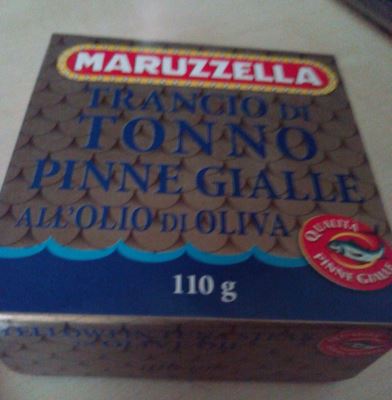 MARUZZELLA
TRANCIO DI
TONNO
PINNE GIALLE
ALL'OLIO DI OLIVA
QUALITÀ
PINNE GIALLE
110 g